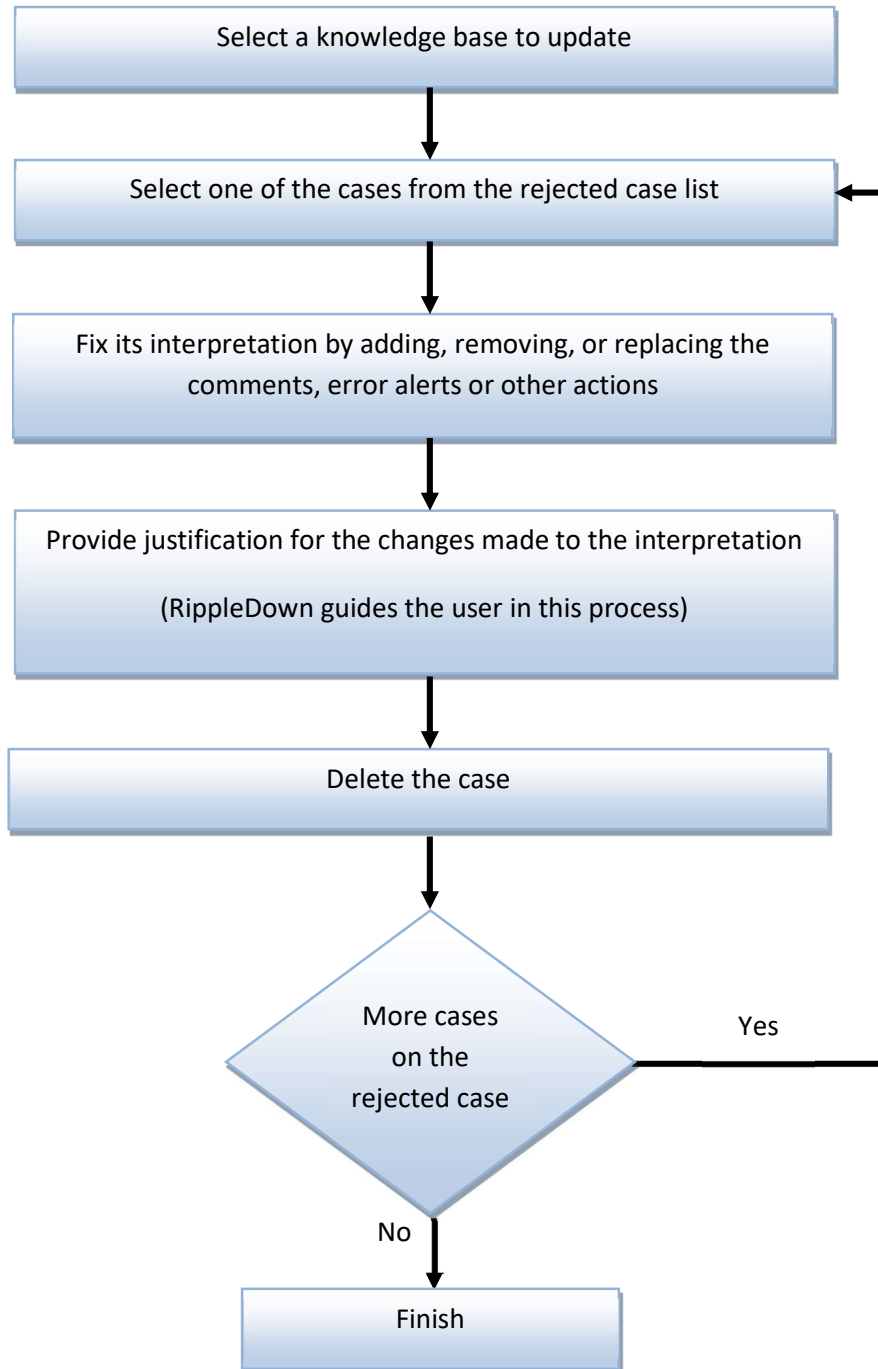 Select a knowledge base to update
Select one of the cases from the rejected case list
Fix its interpretation by adding, removing, or replacing the
comments, error alerts or other actions
Provide justification for the changes made to the interpretation
(RippleDown guides the user in this process)
Delete the case
More cases
on the
rejected case
Yes
No
Finish